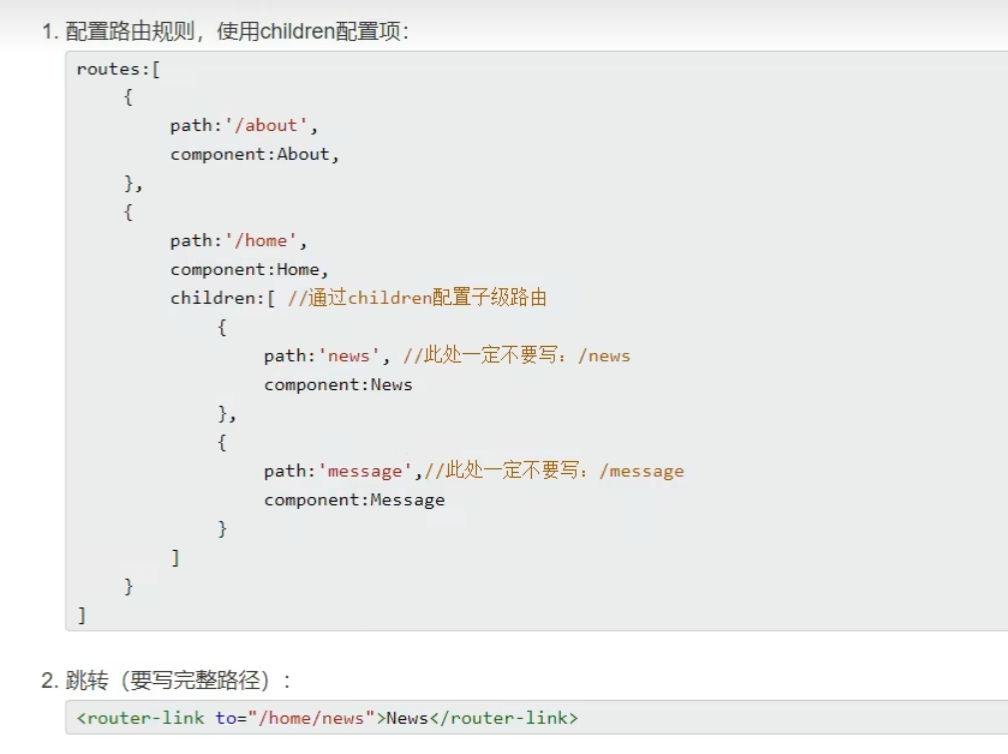 1. 配置路由规则，使用children配置项：
routes:[
{
path:'/about',
component:About,
},
{
path:'/home',
component:Home,
children:[ //通过children配置子级路由
{
path:'news', //此处一定不要写：/news
component:News
},
{
path:'message',//此处一定不要写：/message
component:Message
}
]
}
]
2. 跳转（要写完整路径）：
<router-link to="/home/news">News</router-link>